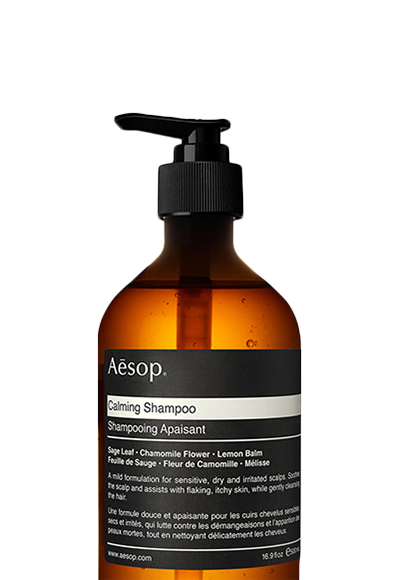 Aēsop®
Calming Shampoo
Shampooing Apaisant
Sage Leaf • Chamomile Flower • Lemon Balm
Feuille de Sauge • Fleur de Camomille • Mélisse
A mild formulation for sensitive, dry and irritated scalps.
the scalp and assists with flaking, itchy skin, while gently cleansing
the hair.
Une formule douce et apaisante pour les cuirs chevelus sensibles,
secs et irrités, qui lutte contre les démangeaisons et l'apparition des
peaux mortes, tout en nettoyant délicatement les cheveux.
www.aesop.com 16.9 fl oz ℮500